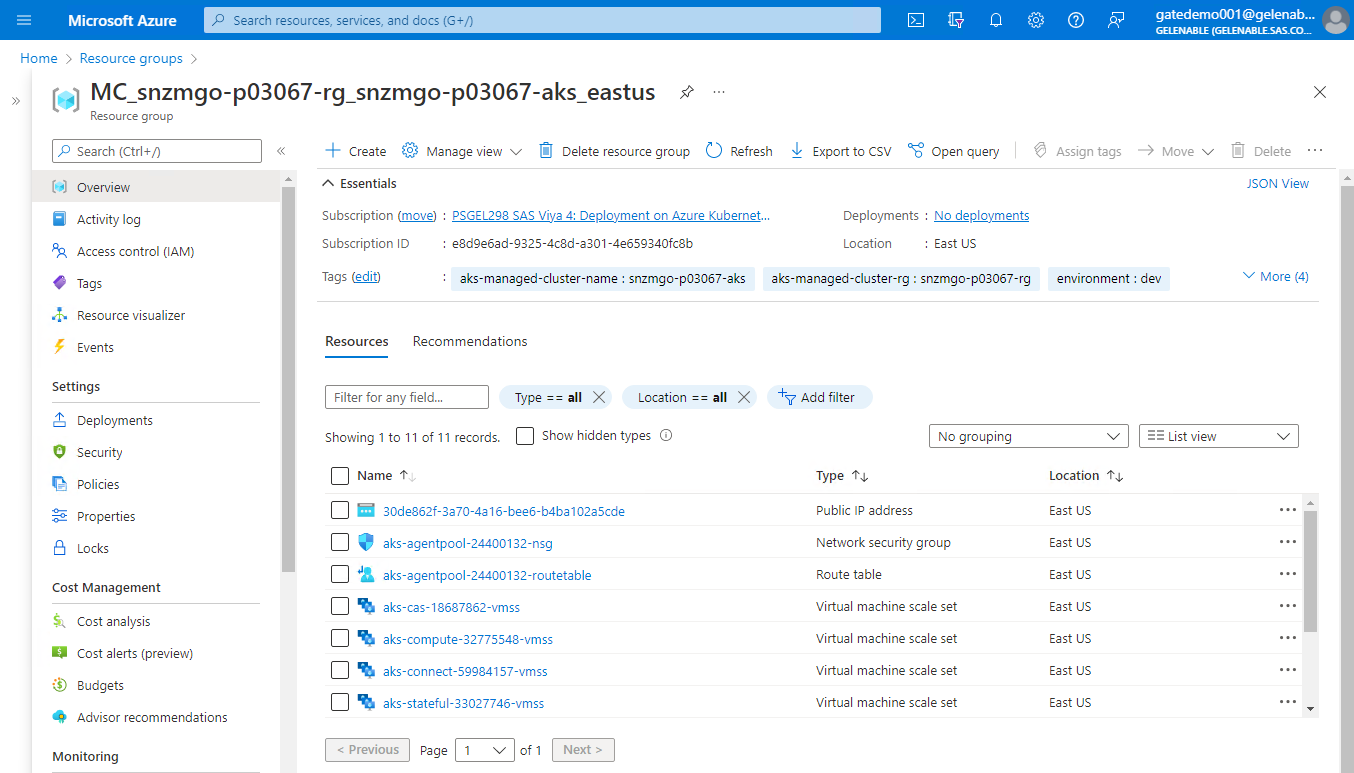 Microsoft Azure
Search resources, services, and docs (G+/)
gatedemo001@gelenab...
GELENABLE (GELENABLE.SAS.CO...
Home > Resource groups >
MC_snzmgo-p03067-rg_snzmgo-p03067-aks_eastus
Resource group
Search (Ctrl+/)
Overview
Activity log
Access control (IAM)
Tags
Resource visualizer
Events
Settings
Deployments
Security
Policies
Properties
Locks
Cost Management
Cost analysis
Cost alerts (preview)
Budgets
Advisor recommendations
Monitoring
Create Manage view Delete resource group Refresh Export to CSV Open query Assign tags Move Delete
Essentials JSON View
Subscription (move) : PSGEL298 SAS Viya 4: Deployment on Azure Kubernet... Deployments : No deployments
Subscription ID : e8d9e6ad-9325-4c8d-a301-4e659340fc8b Location : East US
Tags (edit) : aks-managed-cluster-name : snzmgo-p03067-aks aks-managed-cluster-rg : snzmgo-p03067-rg environment : dev More (4)
Resources Recommendations
Filter for any field... Type == all Location == all Add filter
Showing 1 to 11 of 11 records. Show hidden types No grouping List view
Name Type Location
30de862f-3a70-4a16-bee6-b4ba102a5cde Public IP address East US
aks-agentpool-24400132-nsg Network security group East US
aks-agentpool-24400132-routetable Route table East US
aks-cas-18687862-vmss Virtual machine scale set East US
aks-compute-32775548-vmss Virtual machine scale set East US
aks-connect-59984157-vmss Virtual machine scale set East US
aks-stateful-33027746-vmss Virtual machine scale set East US
< Previous Page 1 of 1 Next >